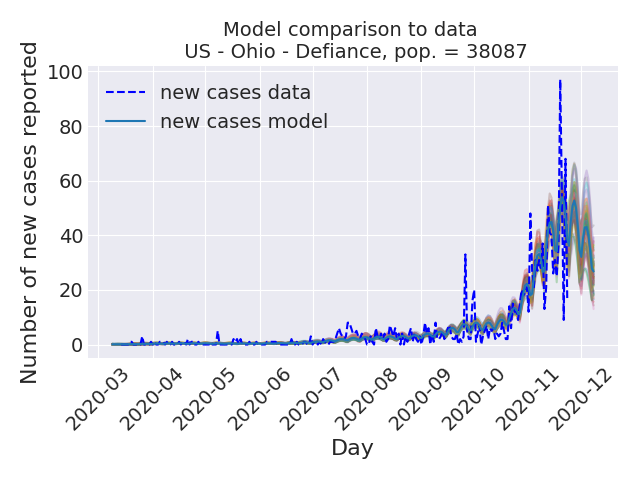 Model comparison to data
US - Ohio - Defiance, pop. = 38087
Number of new cases reported
100
80
60
40
20
0
new cases data
new cases model
2020-03
2020-04
2020-05
2020-06
2020-07
2020-08
2020-09
2020-10
2020-11
2020-12
Day